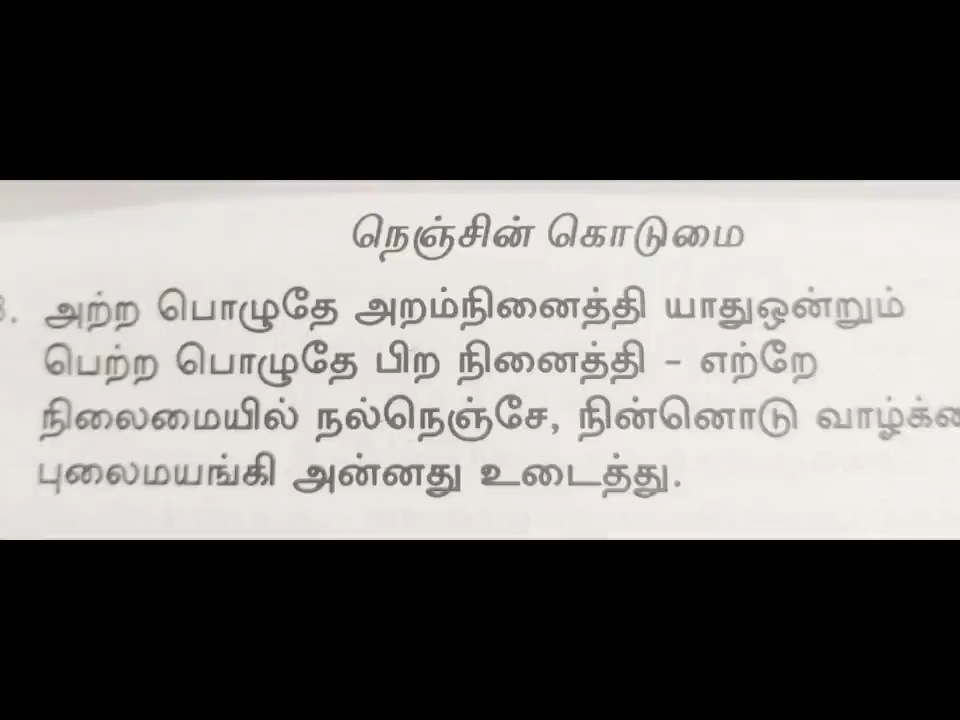 நெஞ்சின் கொடுமை
அற்ற பொழுதே அறம்நினைத்தி யாதுஒன்றும்
பெற்ற பொழுதே பிற நினைத்தி - எற்றே
நிலைமையில் நல்நெஞ்சே, நின்னொடு
புலைமயங்கி அன்னது உடைத்து.